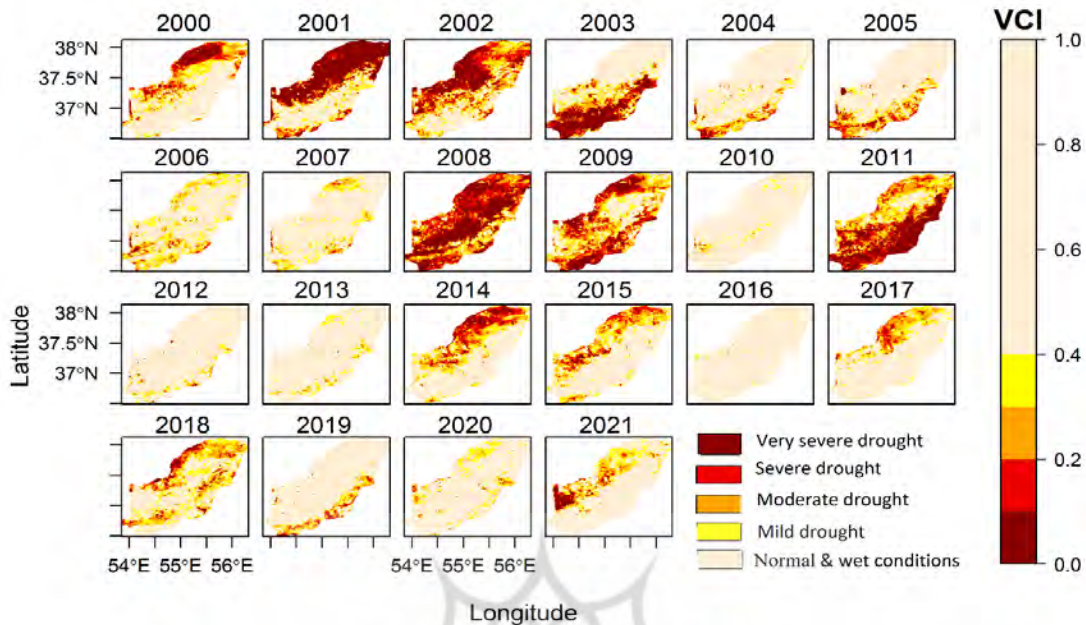 2000 2001 2002 2003 2004 2005 VCI
38°N
37.5°N
37°N
2006 2007 2008 2009 2010 2011
2012 2013 2014 2015 2016 2017
38°N
37.5°N
37°N
Latitude
2018 2019 2020 2021
54°E 55°E 56°E
54°E 55°E 56°E
Longitude
Very severe drought
Severe drought
Moderate drought
Mild drought
Normal & wet conditions
1.0
0.8
0.6
0.4
0.2
0.0